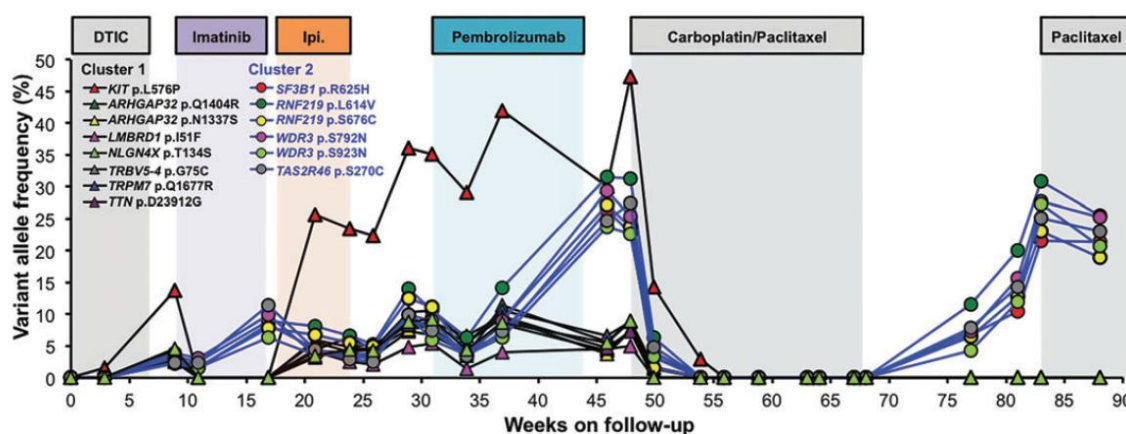 DTIC Imatinib Ipi. Pembrolizumab Carboplatin/Paclitaxel Paclitaxel
Variant allele frequency (%)
50
45
40
35
30
25
20
15
10
5
0
Cluster 1
KIT p.L576P
ARHGAP32 p.Q1404R
ARHGAP32 p.N1337S
LMBRD1 p.I51F
NLGN4X p.T134S
TRBV5-4 p.G75C
TRPM7 p.Q1677R
TTN p.D23912G
Cluster 2
SF3B1 p.R625H
RNF219 p.L614V
RNF219 p.S676C
WDR3 p.S792N
WDR3 p.S923N
TAS2R46 p.S270C
0 5 10 15 20 25 30 35 40 45 50 55 60 65 70 75 80 85 90
Weeks on follow-up